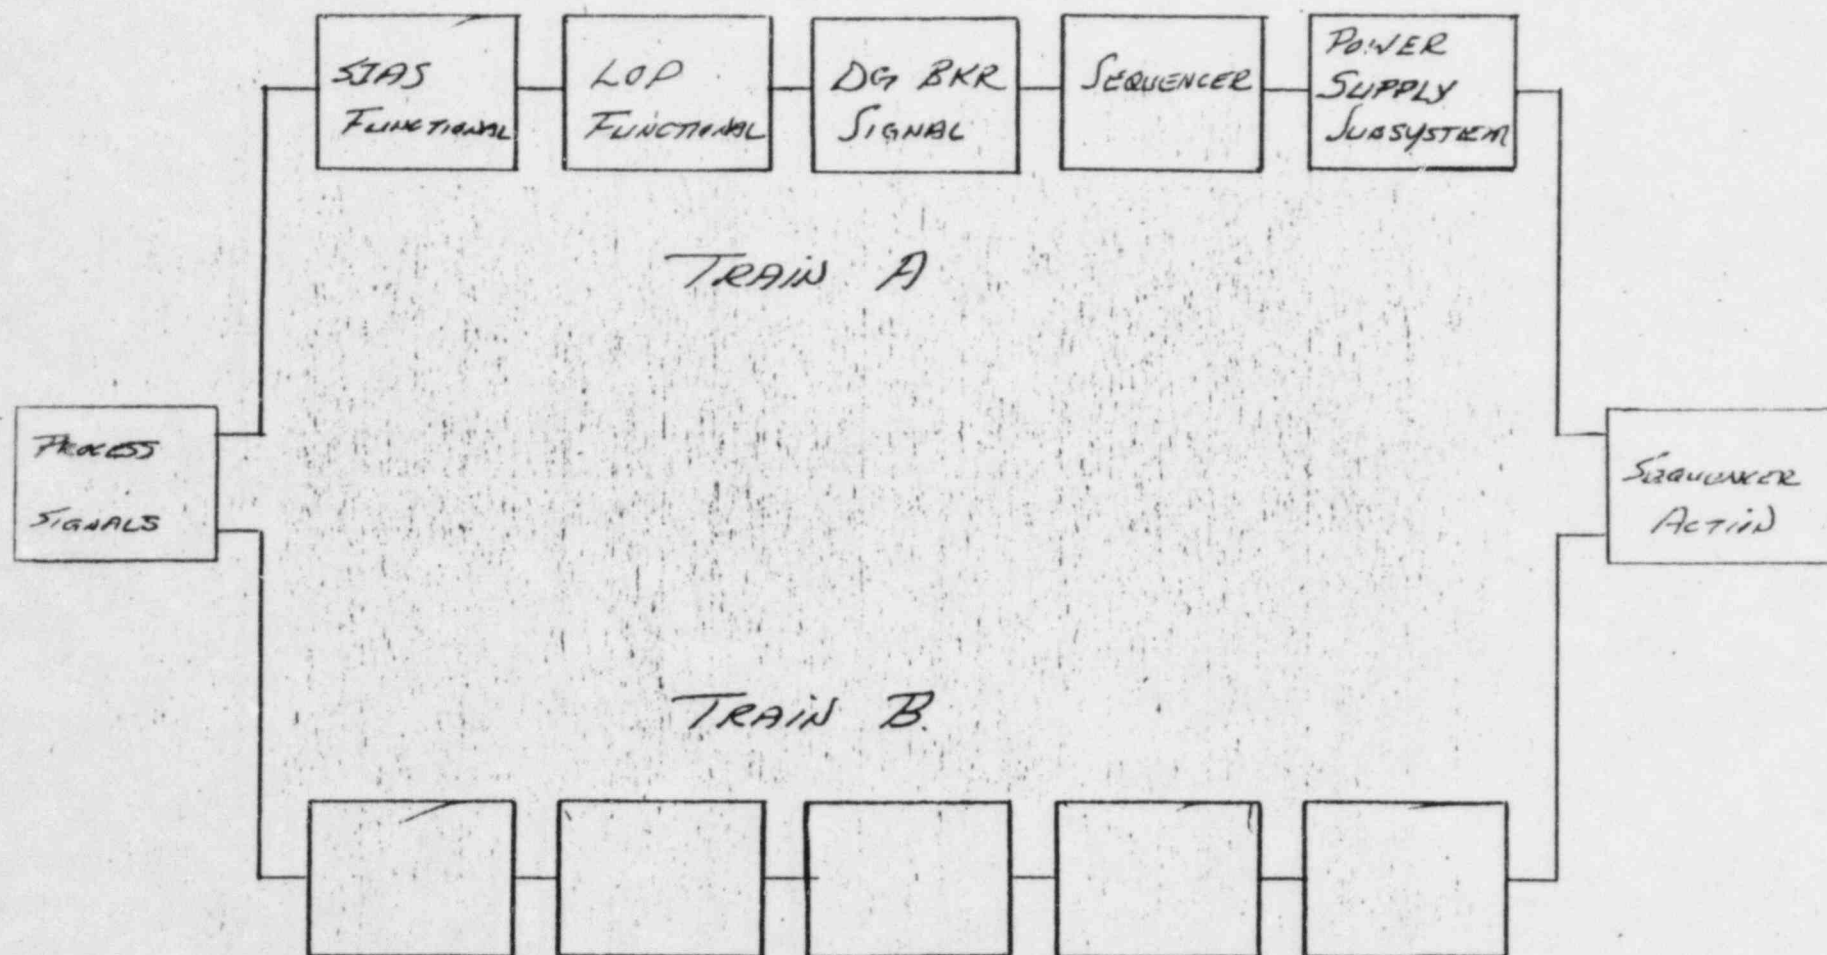 SIAS
FUNCTIONAL
LOP
FUNCTIONAL
DG BKR
SIGNAL
SEQUENCER
POWER
SUPPLY
SUBSYSTEM
TRAIN A
PROCESS
SIGNALS
SEQUENCER
ACTION
TRAIN B.